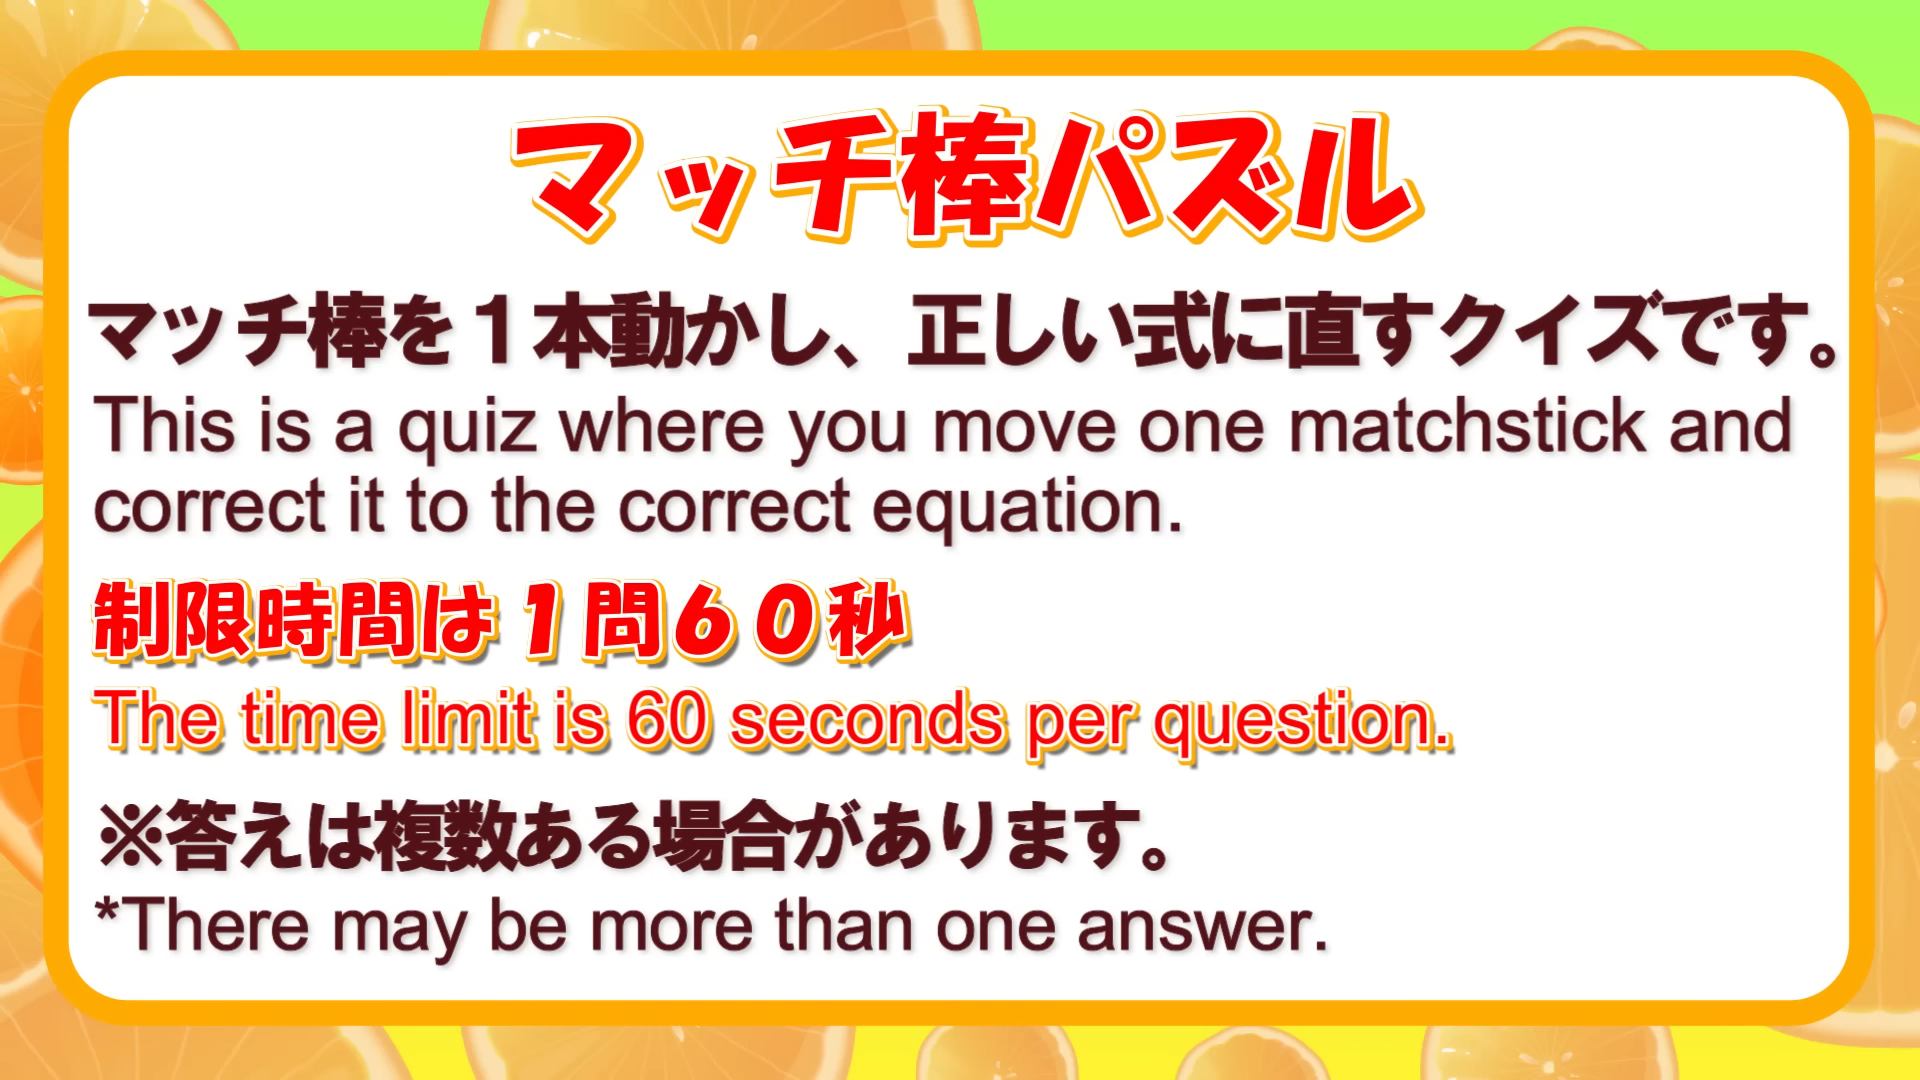 マッチ棒パズル
マッチ棒を１本動かし、正しい式に直すクイズです。
This is a quiz where you move one matchstick and
correct it to the correct equation.
制限時間は１問６０秒
The time limit is 60 seconds per question.
※答えは複数ある場合があります。
*There may be more than one answer.